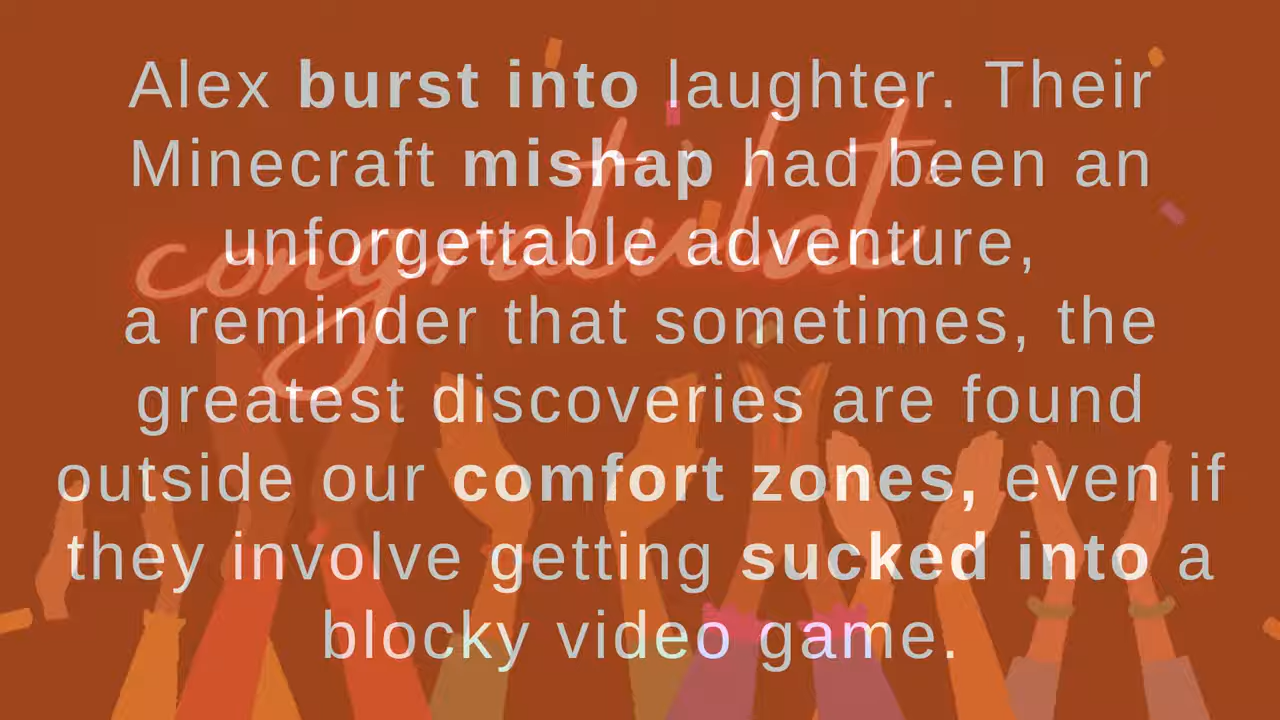 Alex burst into laughter. Their
Minecraft mishap had been an
unforgettable adventure,
a reminder that sometimes, the
greatest discoveries are found
outside our comfort zones, even if
they involve getting sucked into a
blocky video game.
congratulat